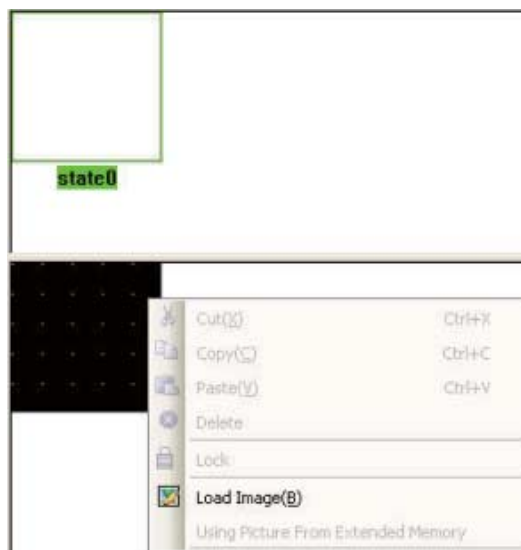 state0
Cut(X) Ctrl+X
Copy(C) Ctrl+C
Paste(V) Ctrl+V
Delete
Lock
Load Image(B)
Using Picture From Extended Memory